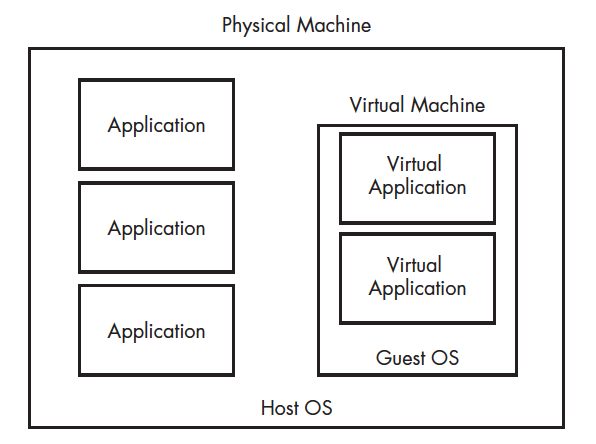 Physical Machine
Application
Application
Application
Virtual Machine
Virtual
Application
Virtual
Application
Guest OS
Host OS